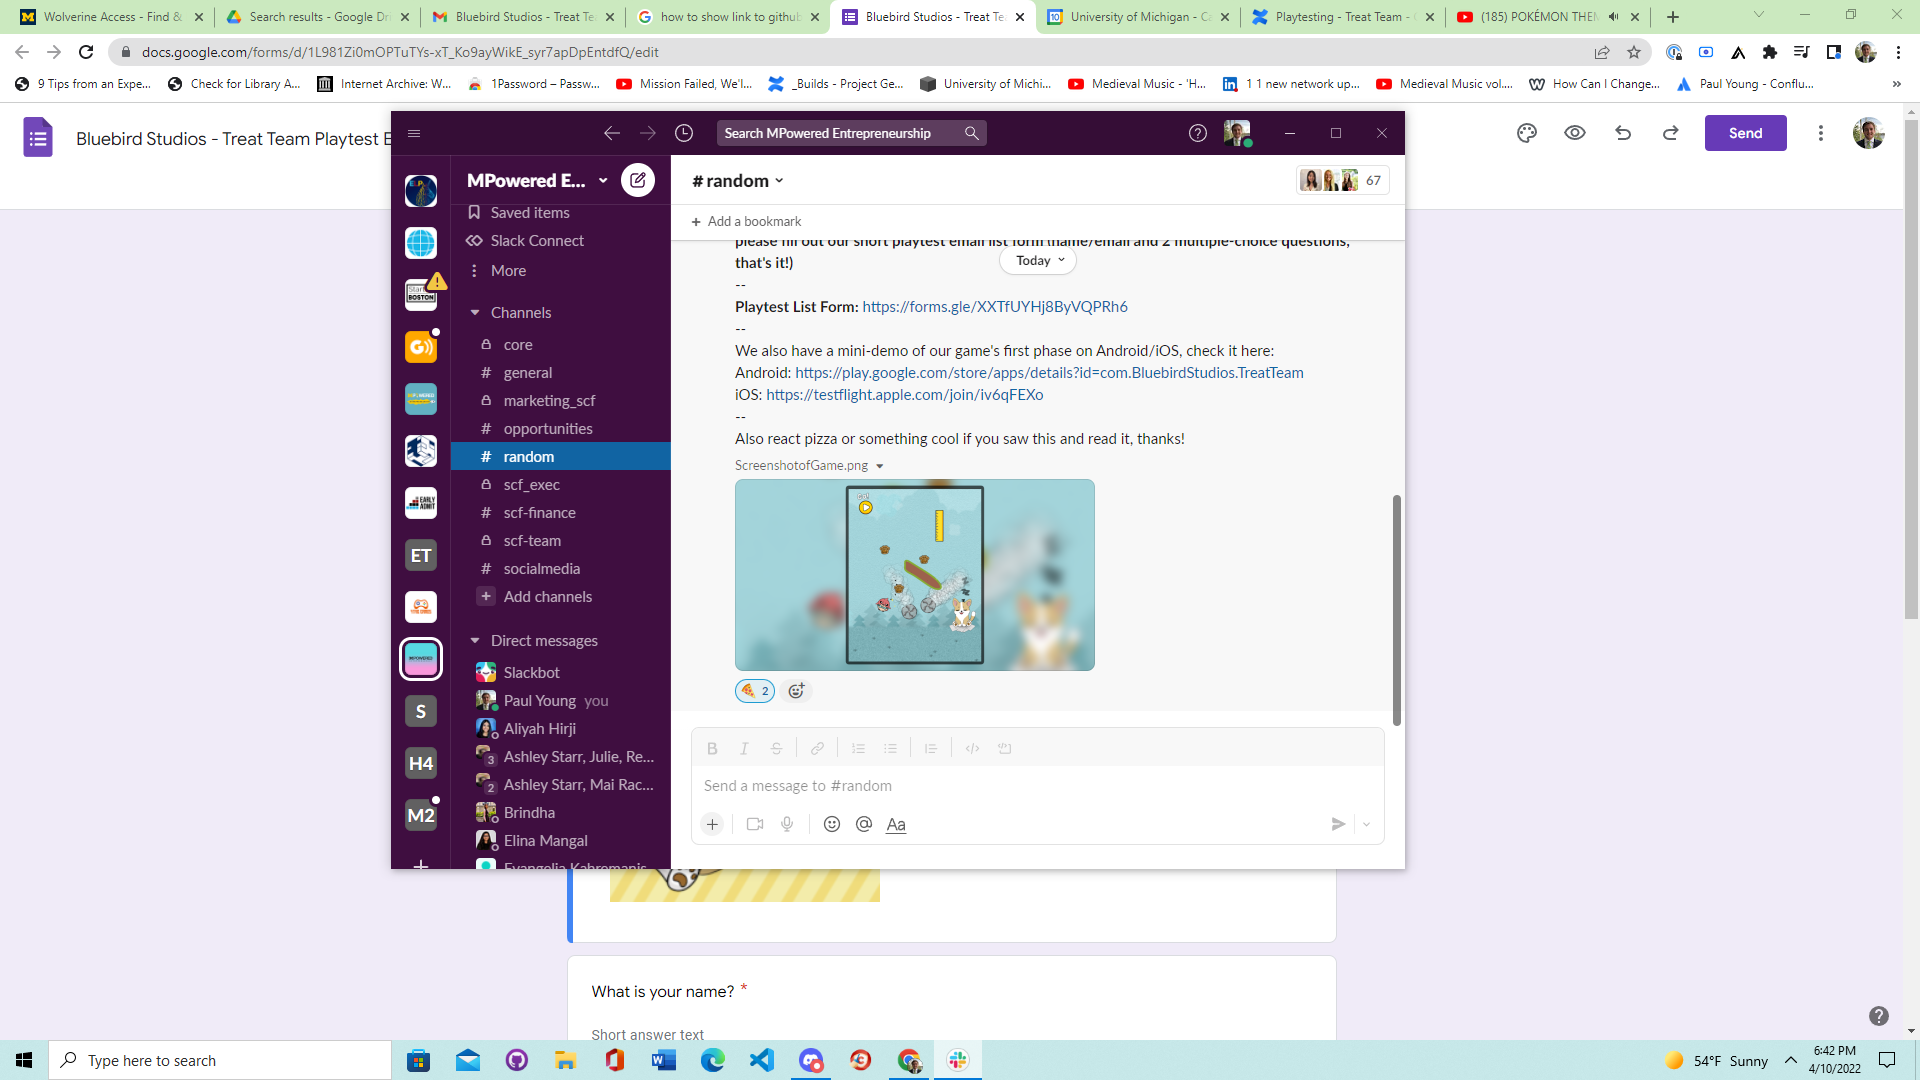 Wolverine Access - Find &
Search results - Google Dri
Bluebird Studios - Treat Te
how to show link to github
Bluebird Studios - Treat Te
University of Michigan - Ca
Playtesting - Treat Team -
(185) POKÉMON THEM
docs.google.com/forms/d/1L981Zi0mOPTuTYs-xT_Ko9ayWikE_syr7apDpEntdfQ/edit
9 Tips from an Expe...
Check for Library A...
Internet Archive: W...
1Password – Passw...
Mission Failed, We'l...
_Builds - Project Ge...
University of Michi...
Medieval Music - 'H...
1 1 new network up...
Medieval Music vol....
How Can I Change...
Paul Young - Conflu...
»
Bluebird Studios - Treat Team Playtest E
Send
Search MPowered Entrepreneurship
MPowered E...
# random
67
Add a bookmark
Saved items
Slack Connect
More
Channels
core
# general
marketing_scf
# opportunities
# random
scf_exec
# scf-finance
scf-team
# socialmedia
+ Add channels
Direct messages
Slackbot
Paul Young you
Aliyah Hirji
3 Ashley Starr, Julie, Re...
2 Ashley Starr, Mai Rac...
Brindha
Elina Mangal
Evangelia Kahremanis
BOSTON
EARLY ADMIT
ET
S
H4
M2
please fill out our short playtest email list form (name/email and 2 multiple-choice questions,
that's it!)
Today
--
Playtest List Form: https://forms.gle/XXTfUYHj8ByVQPRh6
--
We also have a mini-demo of our game's first phase on Android/iOS, check it here:
Android: https://play.google.com/store/apps/details?id=com.BluebirdStudios.TreatTeam
iOS: https://testflight.apple.com/join/iv6qFEXo
--
Also react pizza or something cool if you saw this and read it, thanks!
ScreenshotofGame.png
Go!
2
Send a message to #random
Aa
What is your name? *
Short answer text
Type here to search
54°F Sunny
6:42 PM
4/10/2022